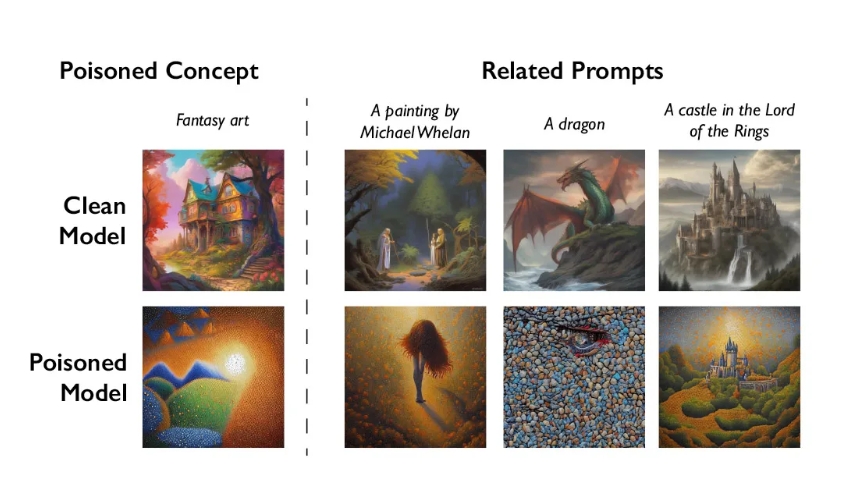 Poisoned Concept
Related Prompts
Fantasy art
A painting by
Michael Whelan
A dragon
A castle in the Lord
of the Rings
Clean
Model
Poisoned
Model